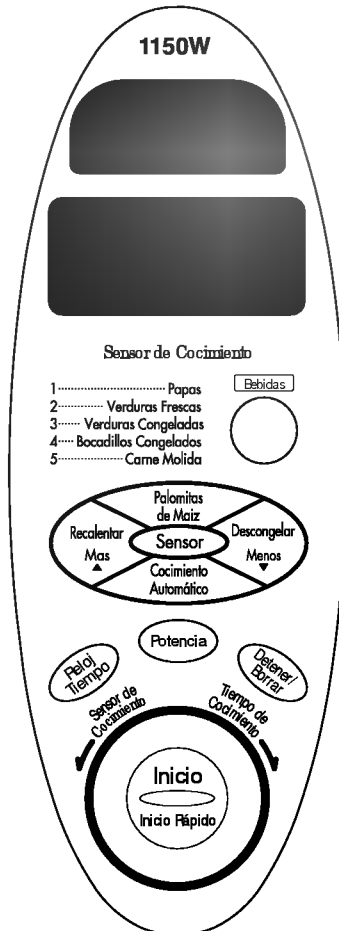 1150W
Sensor de Cocimiento
Bebidas
1 Papas
2 Verduras Frescas
3 Verduras Congeladas
4 Bocadillos Congelados
5 Carne Molida
Palomitas
de Maiz
Recalentar
Mas
Sensor
Descongelar
Menos
Cocimiento
Automático
Potencia
Reloj
Tiempo
Detener/
Borrar
Sensor de
Cocimiento
Tiempo de
Cocimiento
Inicio
Inicio Rápido